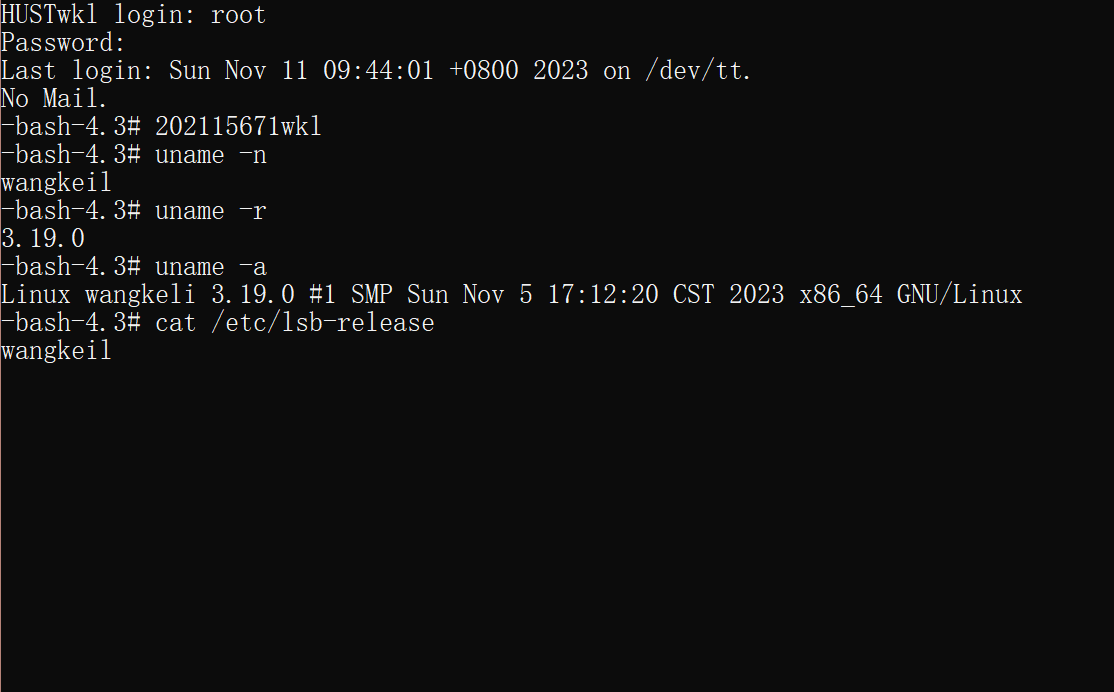 HUSTwkl login: root
Password:
Last login: Sun Nov 11 09:44:01 +0800 2023 on /dev/tt.
No Mail.
-bash-4.3# 202115671wkl
-bash-4.3# uname -n
wangkeil
-bash-4.3# uname -r
3.19.0
-bash-4.3# uname -a
Linux wangkeli 3.19.0 #1 SMP Sun Nov 5 17:12:20 CST 2023 x86_64 GNU/Linux
-bash-4.3# cat /etc/lsb-release
wangkeil